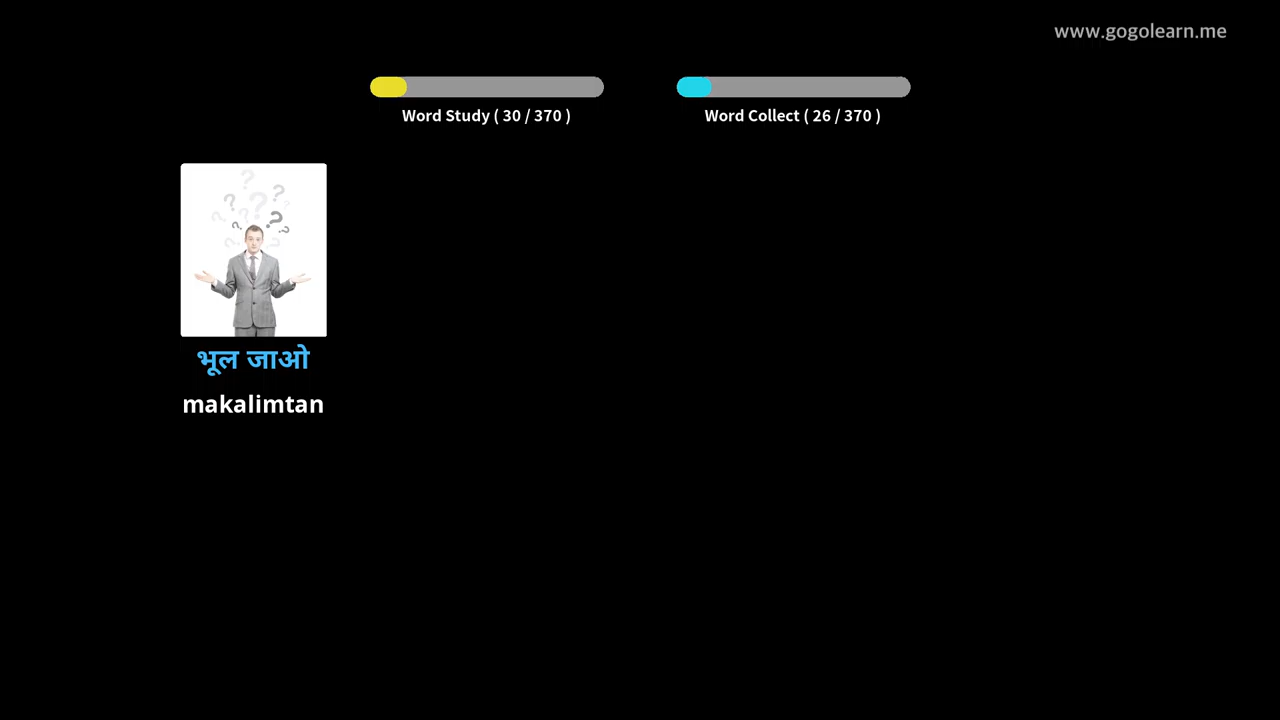 www.gogolearn.me
Word Study ( 30 / 370 )
Word Collect ( 26 / 370 )
भूल जाओ
makalimtan